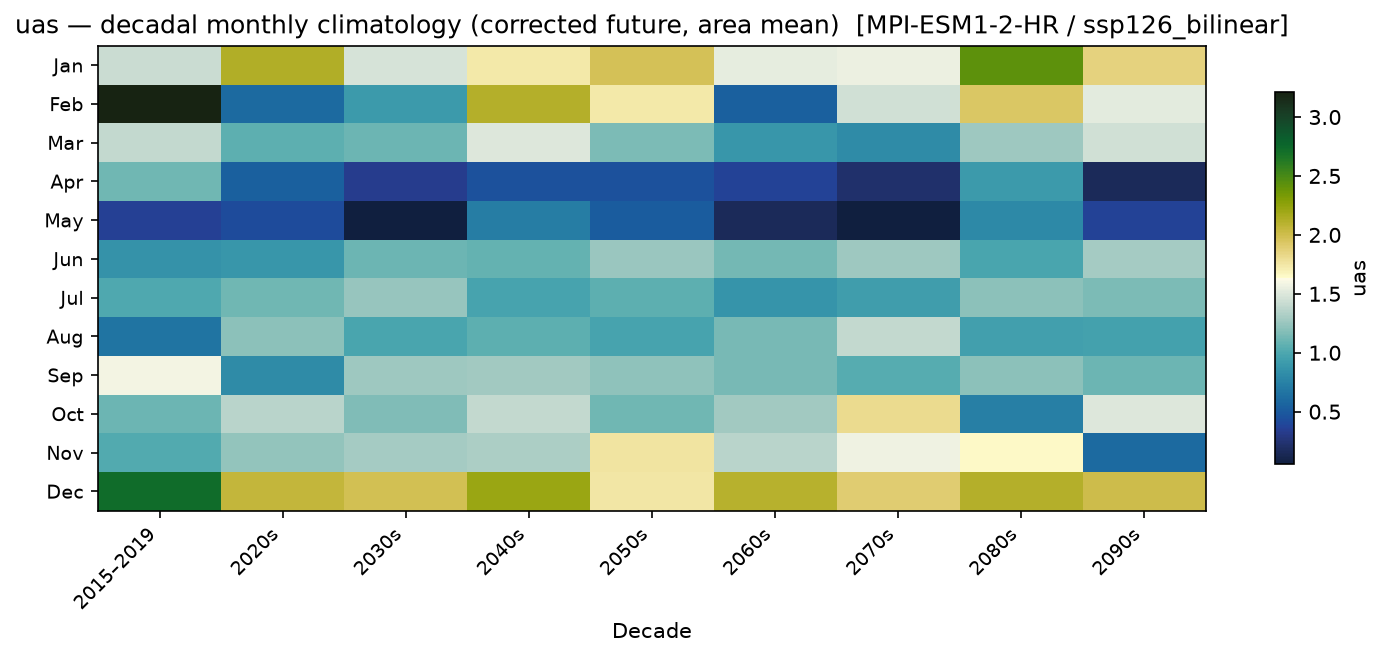 uas — decadal monthly climatology (corrected future, area mean)  [MPI-ESM1-2-HR / ssp126_bilinear]
Jan
Feb
Mar
Apr
May
Jun
Jul
Aug
Sep
Oct
Nov
Dec
2015–2019
2020s
2030s
2040s
2050s
2060s
2070s
2080s
2090s
Decade
3.0
2.5
2.0
1.5
1.0
0.5
uas